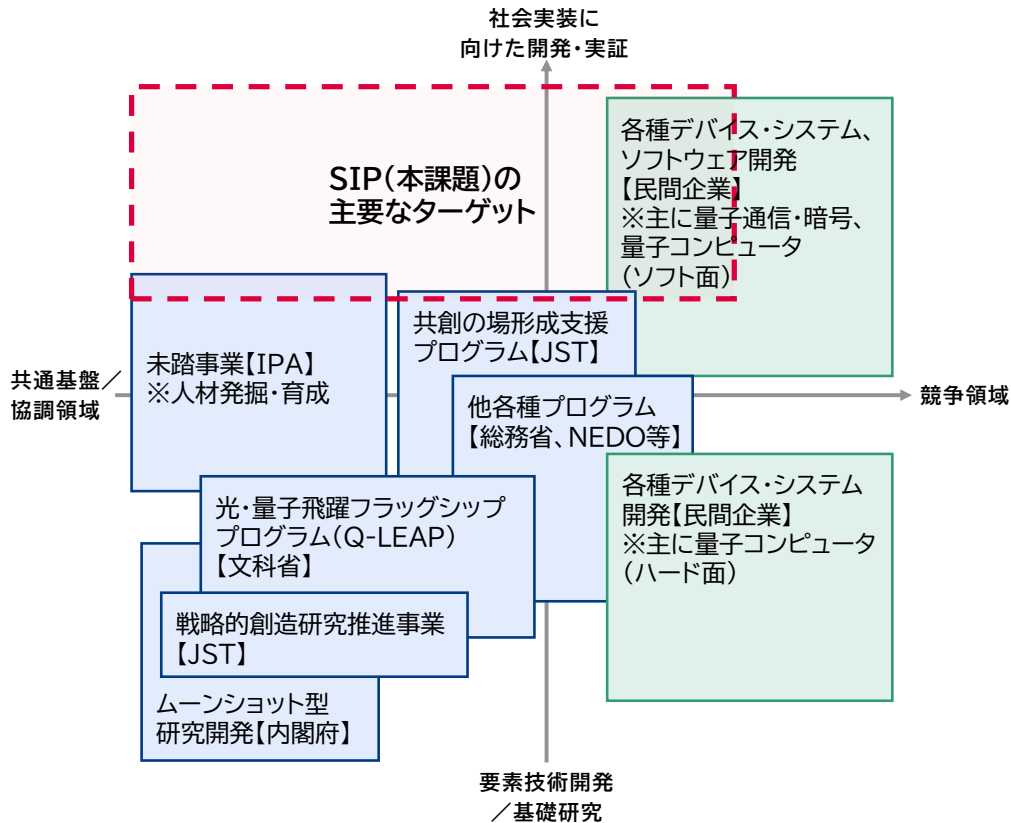 社会実装に
向けた開発・実証
SIP(本課題)の
主要なターゲット
各種デバイス・システム、
ソフトウェア開発
【民間企業】
※主に量子通信・暗号、
量子コンピュータ
(ソフト面)
未踏事業【IPA】
※人材発掘・育成
共創の場形成支援
プログラム【JST】
共通基盤/
協調領域
競争領域
他各種プログラム
【総務省、NEDO等】
光・量子飛躍フラッグシップ
プログラム(Q-LEAP)
【文科省】
各種デバイス・システム
開発【民間企業】
※主に量子コンピュータ
(ハード面)
戦略的創造研究推進事業
【JST】
ムーンショット型
研究開発【内閣府】
要素技術開発
/基礎研究